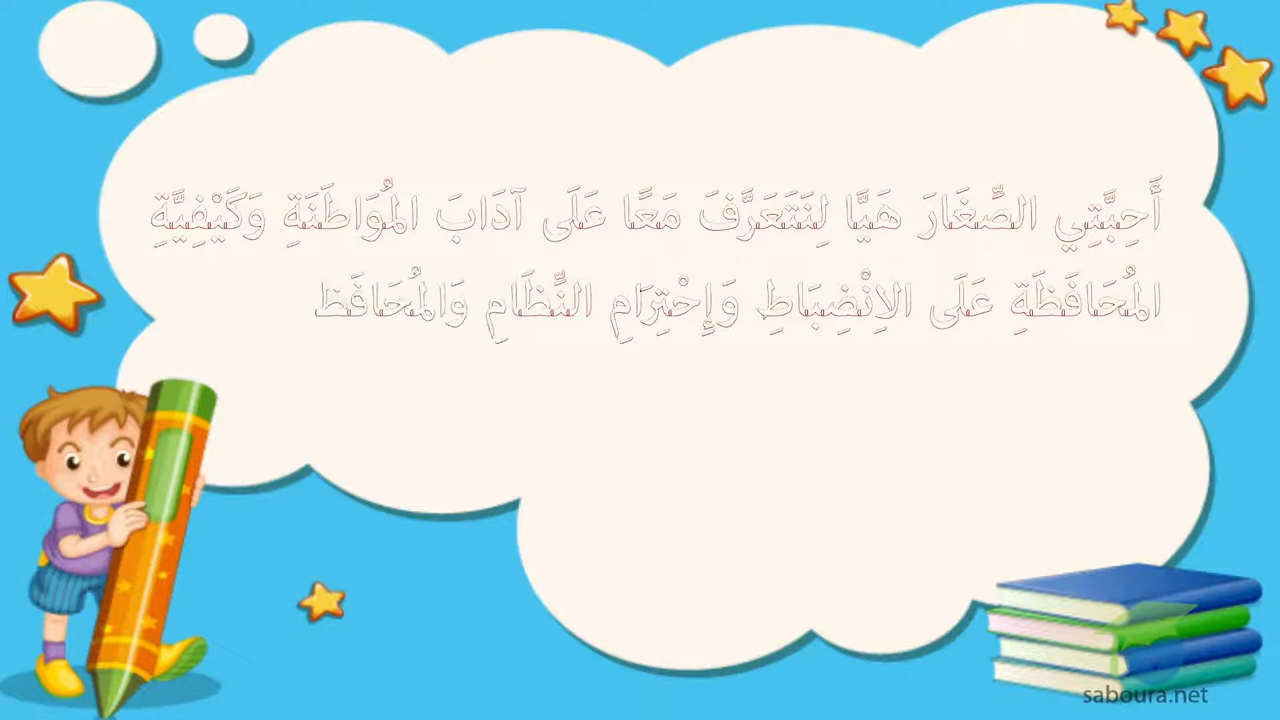 أَحِبَّتِي الصِّغَارَ هَيَّا لِنَتَعَرَّفَ مَعًا عَلَى آدَابَ المُوَاطَنَةِ وَكَيْفِيَّةِ
المُحَافَظَةِ عَلَى الاِنْضِبَاطِ وَإِحْتِرَامِ النِّظَامِ وَالمُحَافَظ
saboura.net